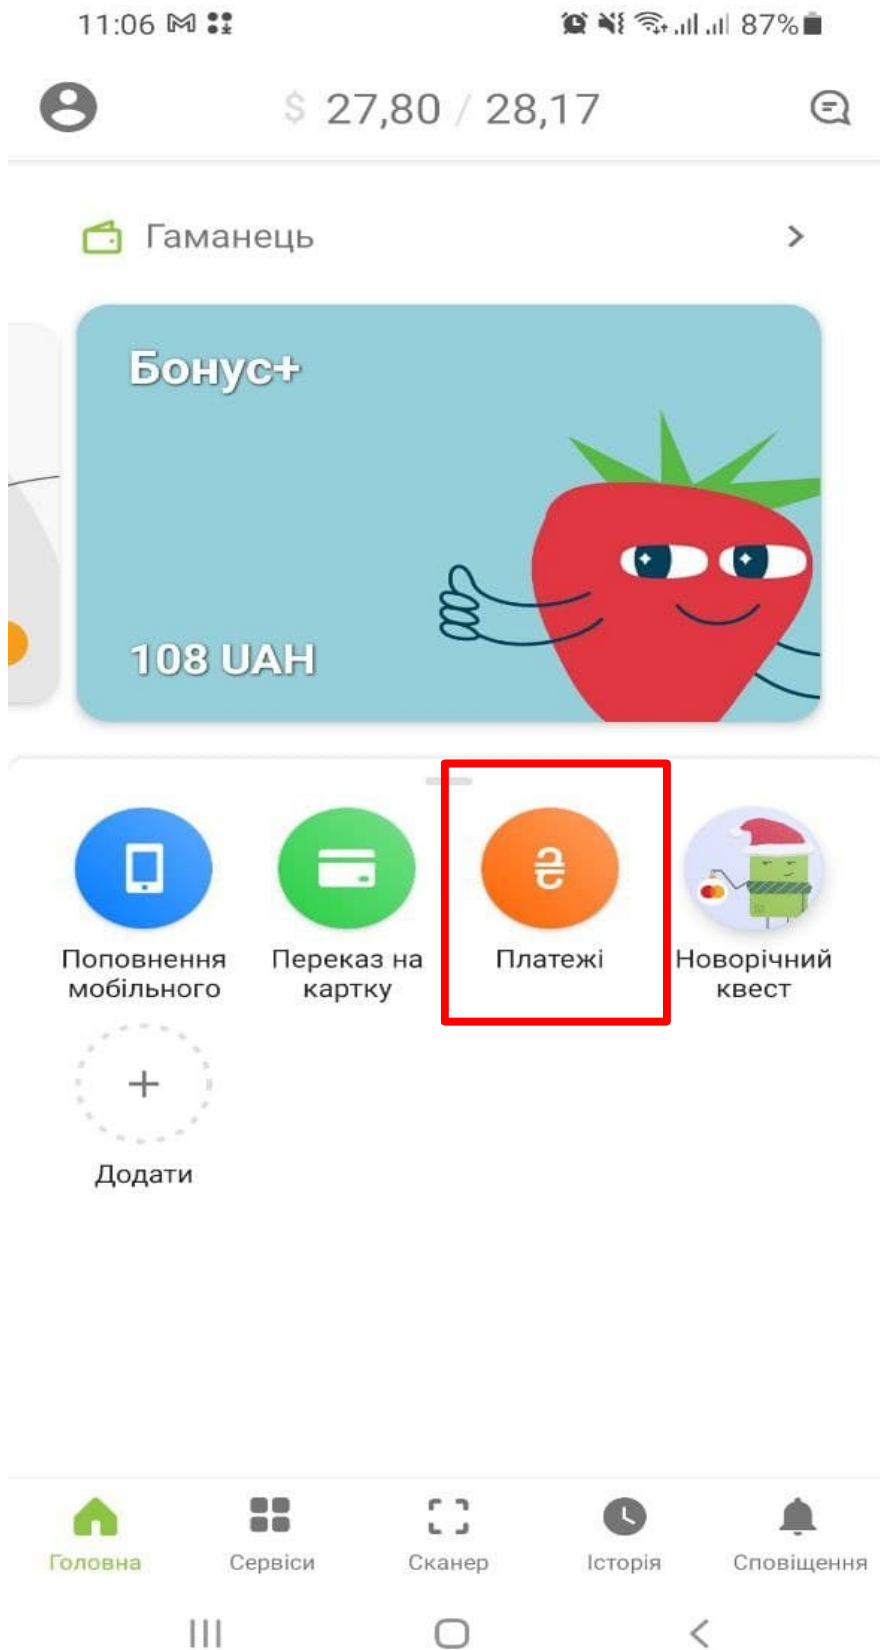 11:06 87%
$ 27,80 / 28,17
Гаманець
Бонус+
108 UAH
Поповнення мобільного
Переказ на картку
Платежі
Новорічний квест
Додати
Головна Сервіси Сканер Історія Сповіщення